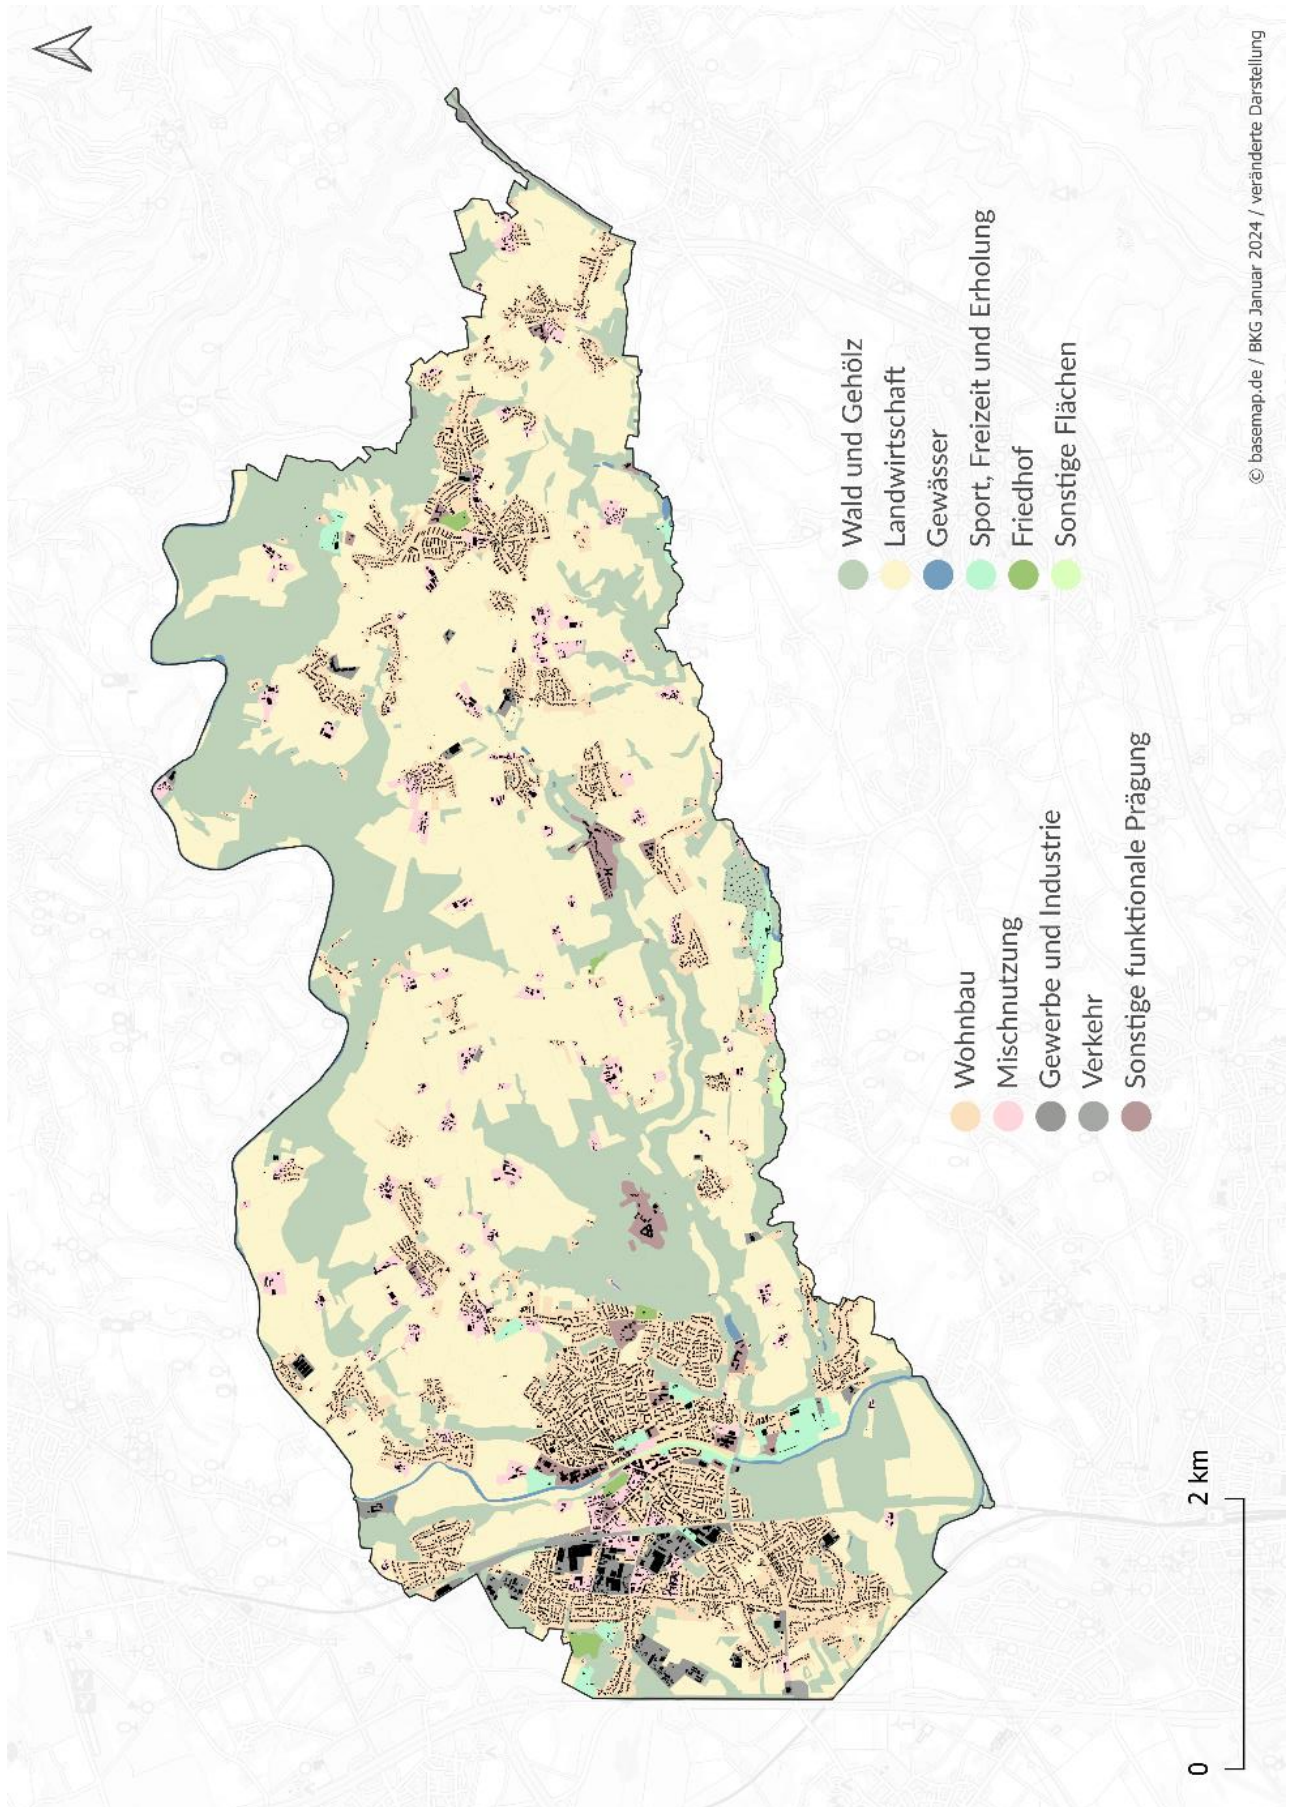 Wohnbau
Mischnutzung
Gewerbe und Industrie
Verkehr
Sonstige funktionale Prägung
Wald und Gehölz
Landwirtschaft
Gewässer
Sport, Freizeit und Erholung
Friedhof
Sonstige Flächen
0
2 km
© basemap.de / BKG Januar 2024 / veränderte Darstellung